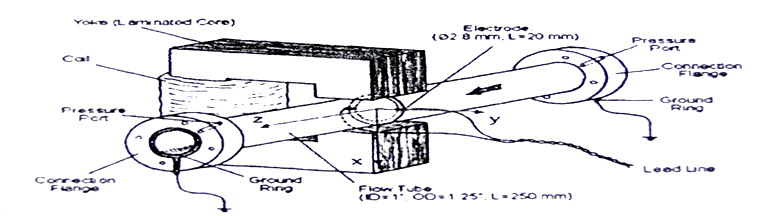 Yoke (Laminated Core)
Electrode
(Ø2.8 mm, L=20 mm)
Pressure
Port
Coil
Connection
Flange
Pressure
Port
Z
y
Ground
Ring
X
Lead Line
Connection
Flange
Ground
Ring
Flow Tube
(ID=1", OD=1.25", L=250 mm)